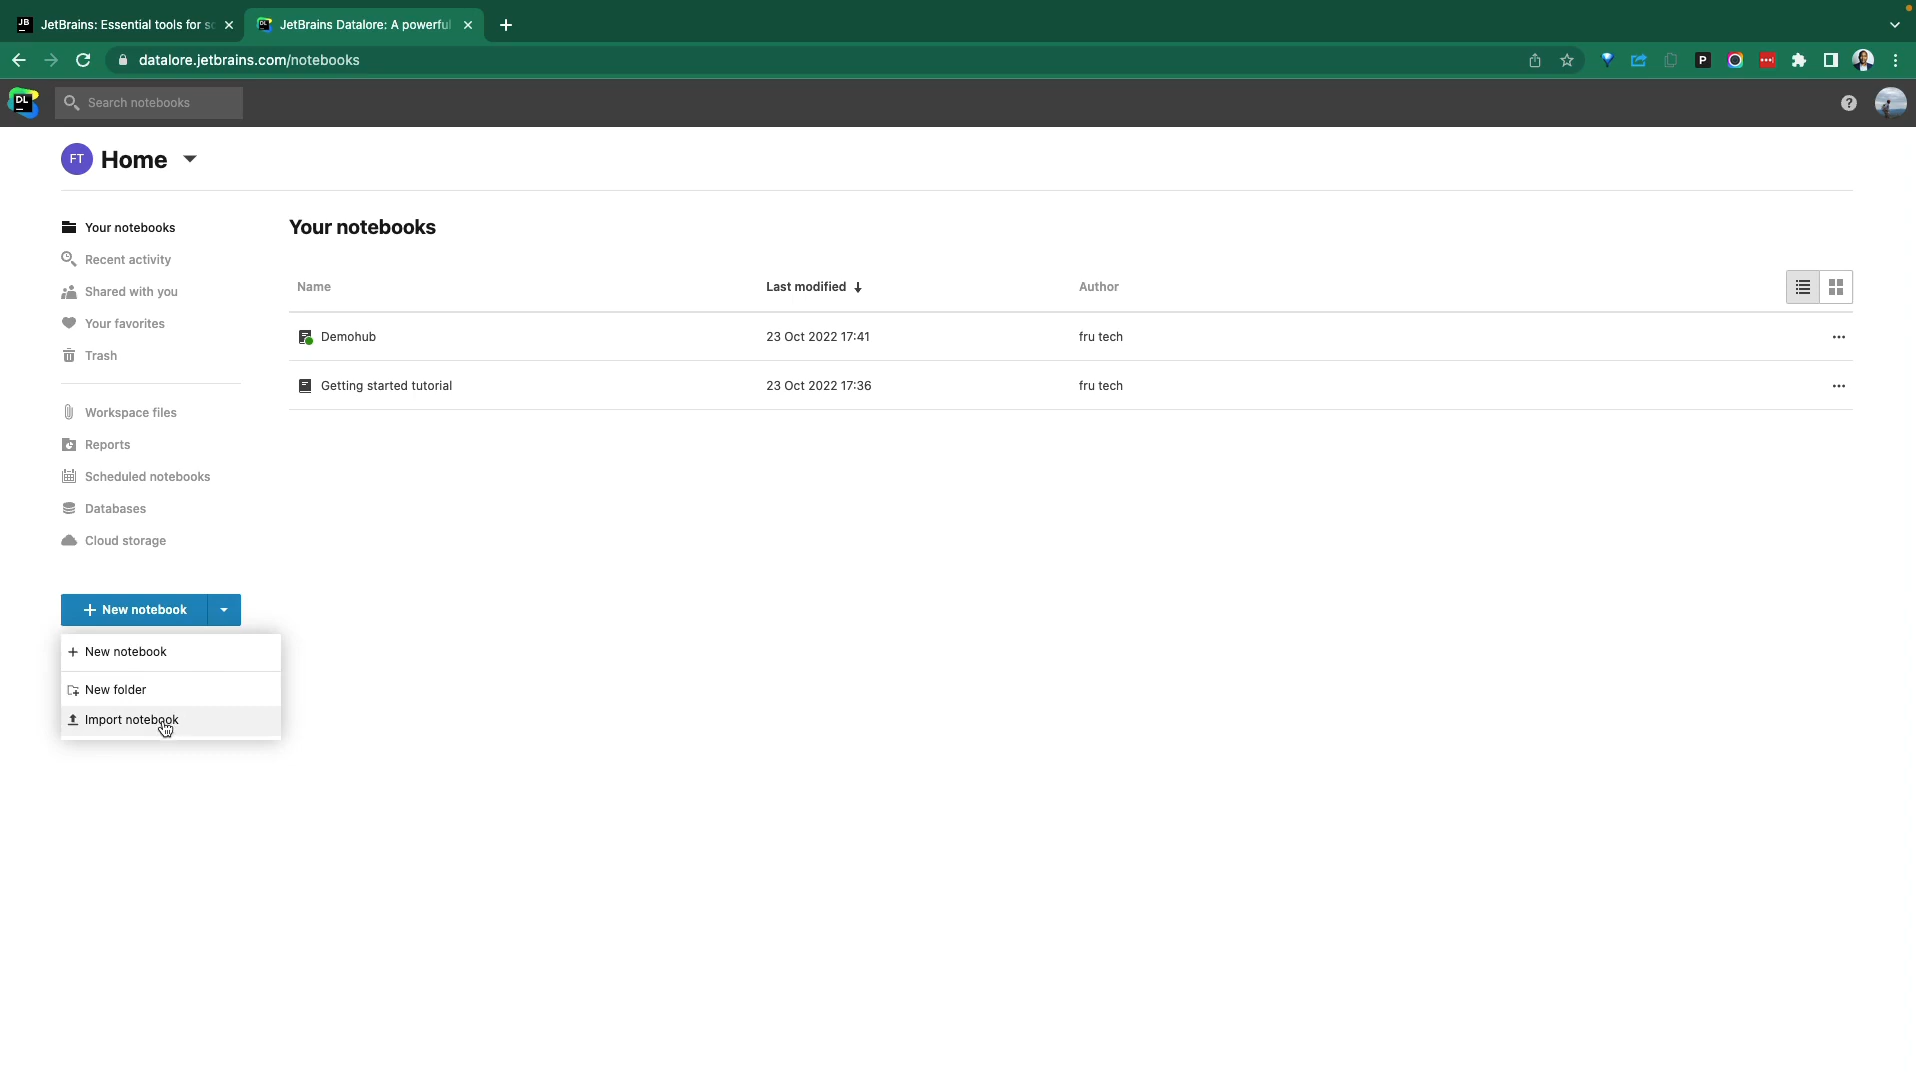 JB JetBrains: Essential tools for so
JetBrains Datalore: A powerful
datalore.jetbrains.com/notebooks
P
DL Search notebooks ?
FT Home
Your notebooks
Recent activity
Shared with you
Your favorites
Trash
Workspace files
Reports
Scheduled notebooks
Databases
Cloud storage
New notebook
New notebook
New folder
Import notebook
Your notebooks
Name Last modified Author
Demohub 23 Oct 2022 17:41 fru tech
Getting started tutorial 23 Oct 2022 17:36 fru tech